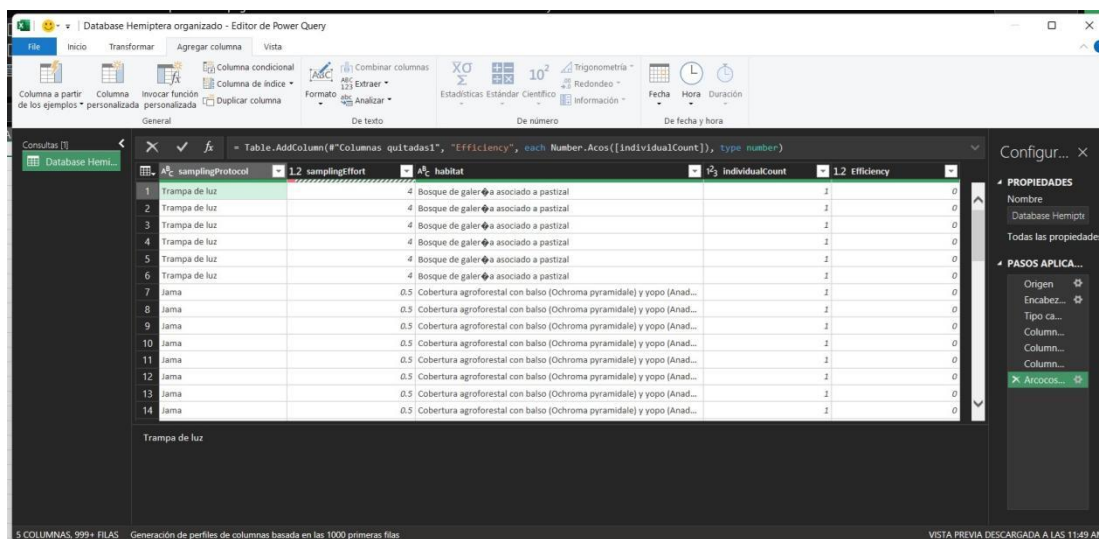 Database Hemiptera organizado - Editor de Power Query
File Inicio Transformar Agregar columna Vista
Columna a partir de los ejemplos
Columna personalizada
Invocar función personalizada
Columna condicional
Columna de índice
Duplicar columna
General
Formato
Combinar columnas
Extraer
Analizar
De texto
Estadísticas
Estándar
Científico
Trigonometría
Redondeo
Información
De número
Fecha
Hora
Duración
De fecha y hora
Consultas [1]
Database Hemi...
= Table.AddColumn(#"Columnas quitadas1", "Efficiency", each Number.Acos([individualCount]), type number)
samplingProtocol 1.2 samplingEffort habitat individualCount 1.2 Efficiency
1 Trampa de luz 4 Bosque de galer�a asociado a pastizal 1 0
2 Trampa de luz 4 Bosque de galer�a asociado a pastizal 1 0
3 Trampa de luz 4 Bosque de galer�a asociado a pastizal 1 0
4 Trampa de luz 4 Bosque de galer�a asociado a pastizal 1 0
5 Trampa de luz 4 Bosque de galer�a asociado a pastizal 1 0
6 Trampa de luz 4 Bosque de galer�a asociado a pastizal 1 0
7 Jama 0.5 Cobertura agroforestal con balso (Ochroma pyramidale) y yopo (Anad... 1 0
8 Jama 0.5 Cobertura agroforestal con balso (Ochroma pyramidale) y yopo (Anad... 1 0
9 Jama 0.5 Cobertura agroforestal con balso (Ochroma pyramidale) y yopo (Anad... 1 0
10 Jama 0.5 Cobertura agroforestal con balso (Ochroma pyramidale) y yopo (Anad... 1 0
11 Jama 0.5 Cobertura agroforestal con balso (Ochroma pyramidale) y yopo (Anad... 1 0
12 Jama 0.5 Cobertura agroforestal con balso (Ochroma pyramidale) y yopo (Anad... 1 0
13 Jama 0.5 Cobertura agroforestal con balso (Ochroma pyramidale) y yopo (Anad... 1 0
14 Jama 0.5 Cobertura agroforestal con balso (Ochroma pyramidale) y yopo (Anad... 1 0
Trampa de luz
Configur...
PROPIEDADES
Nombre
Database Hemipte
Todas las propiedades
PASOS APLICA...
Origen
Encabez...
Tipo ca...
Column...
Column...
Column...
Arcocos...
5 COLUMNAS, 999+ FILAS Generación de perfiles de columnas basada en las 1000 primeras filas
VISTA PREVIA DESCARGADA A LAS 11:49 AM